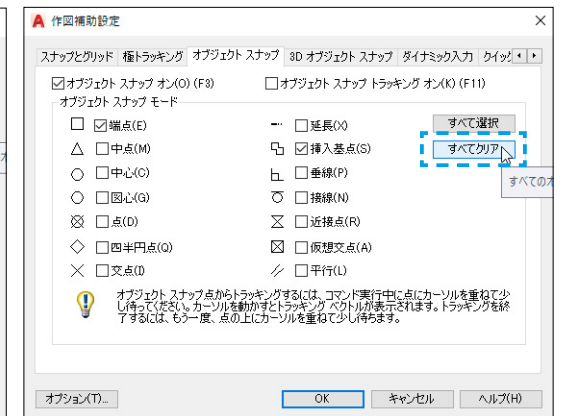 作図補助設定
スナップとグリッド 極トラッキング オブジェクト スナップ 3D オブジェクト スナップ ダイナミック入力
オブジェクト スナップ オン(O) (F3) オブジェクト スナップ トラッキング オン(K) (F11)
オブジェクト スナップ モード
端点(E) 延長(X) すべて選択
中点(M) 挿入基点(S) すべてクリア
中心(C) 垂線(P) すべての
図心(G) 接線(N)
点(D) 近接点(R)
四半円点(Q) 仮想交点(A)
交点(I) 平行(L)
オブジェクト スナップ点からトラッキングするには、コマンド実行中に点にカーソルを重ねて少
し待ってください。カーソルを動かすとトラッキング ベクトルが表示されます。トラッキングを終
了するには、もう一度、点の上にカーソルを重ねて少し待ちます。
オプション(T)... OK キャンセル ヘルプ(H)